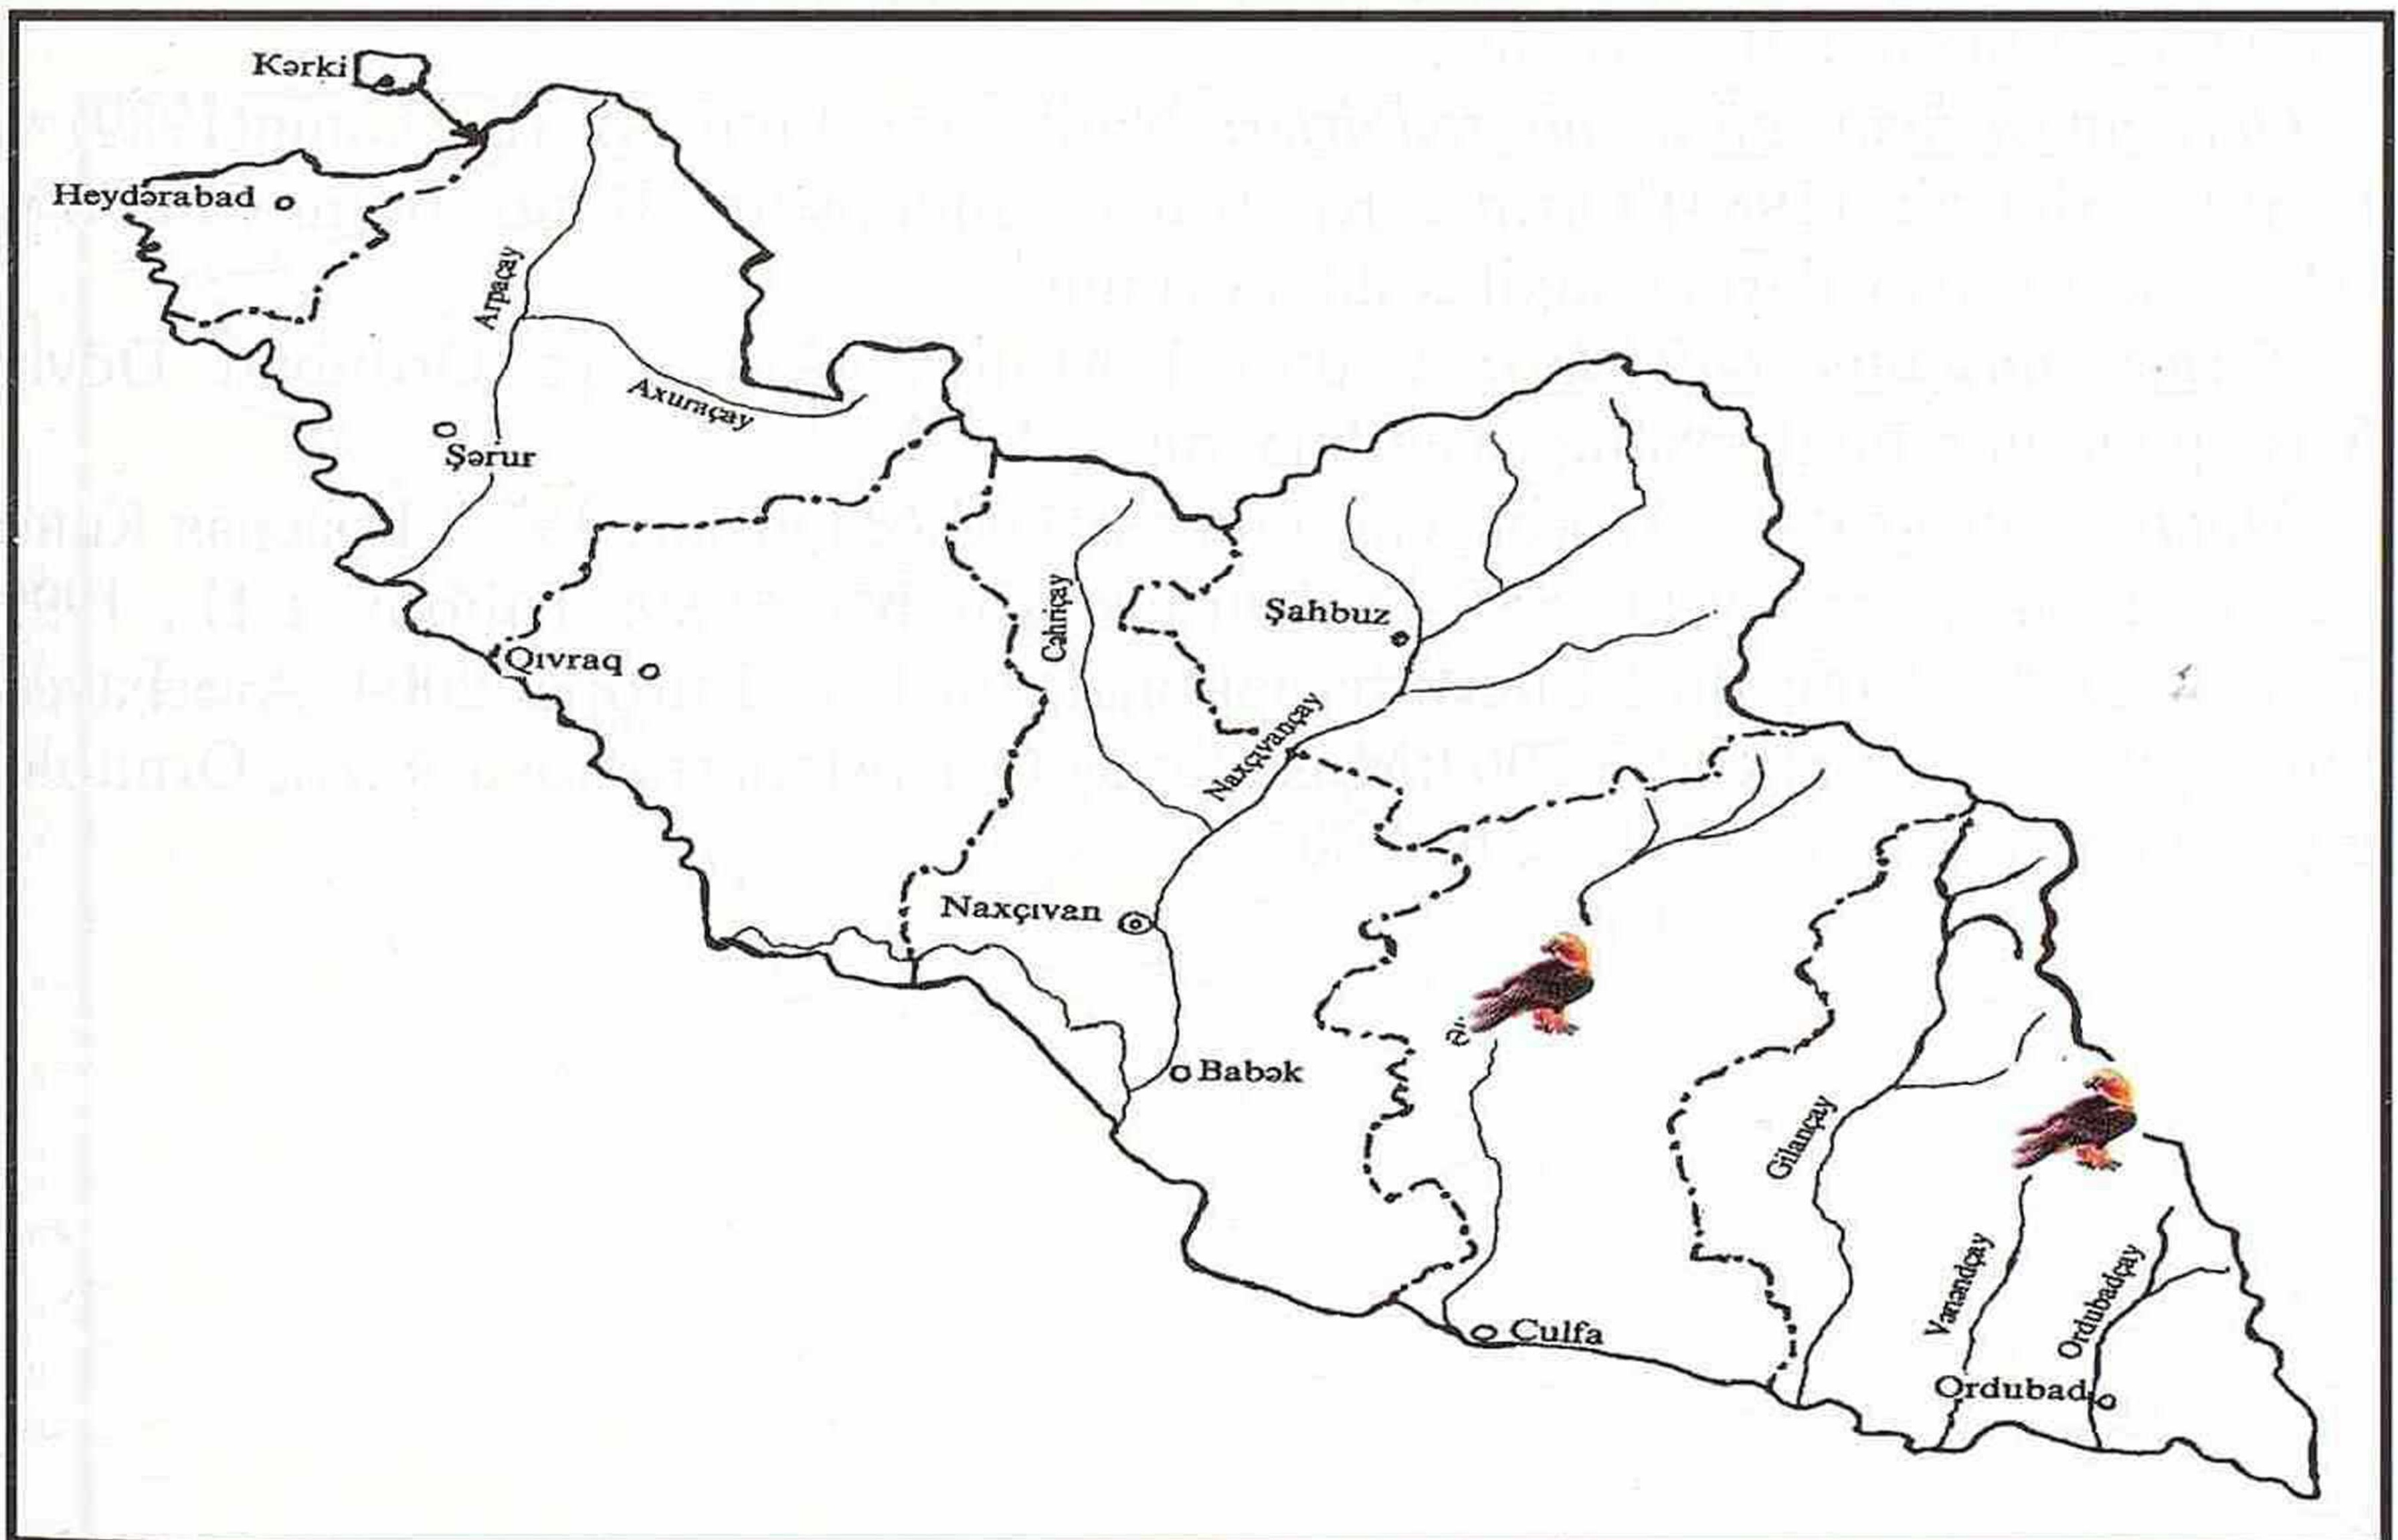 Kərki
Heydərabad
Arpaçay
Axuraçay
Şərur
Cəhriçay
Şahbuz
Qıvraq
Naxçıvançay
Naxçıvan
Babək
Gilançay
Vənəndçay
Ordubadçay
Culfa
Ordubad